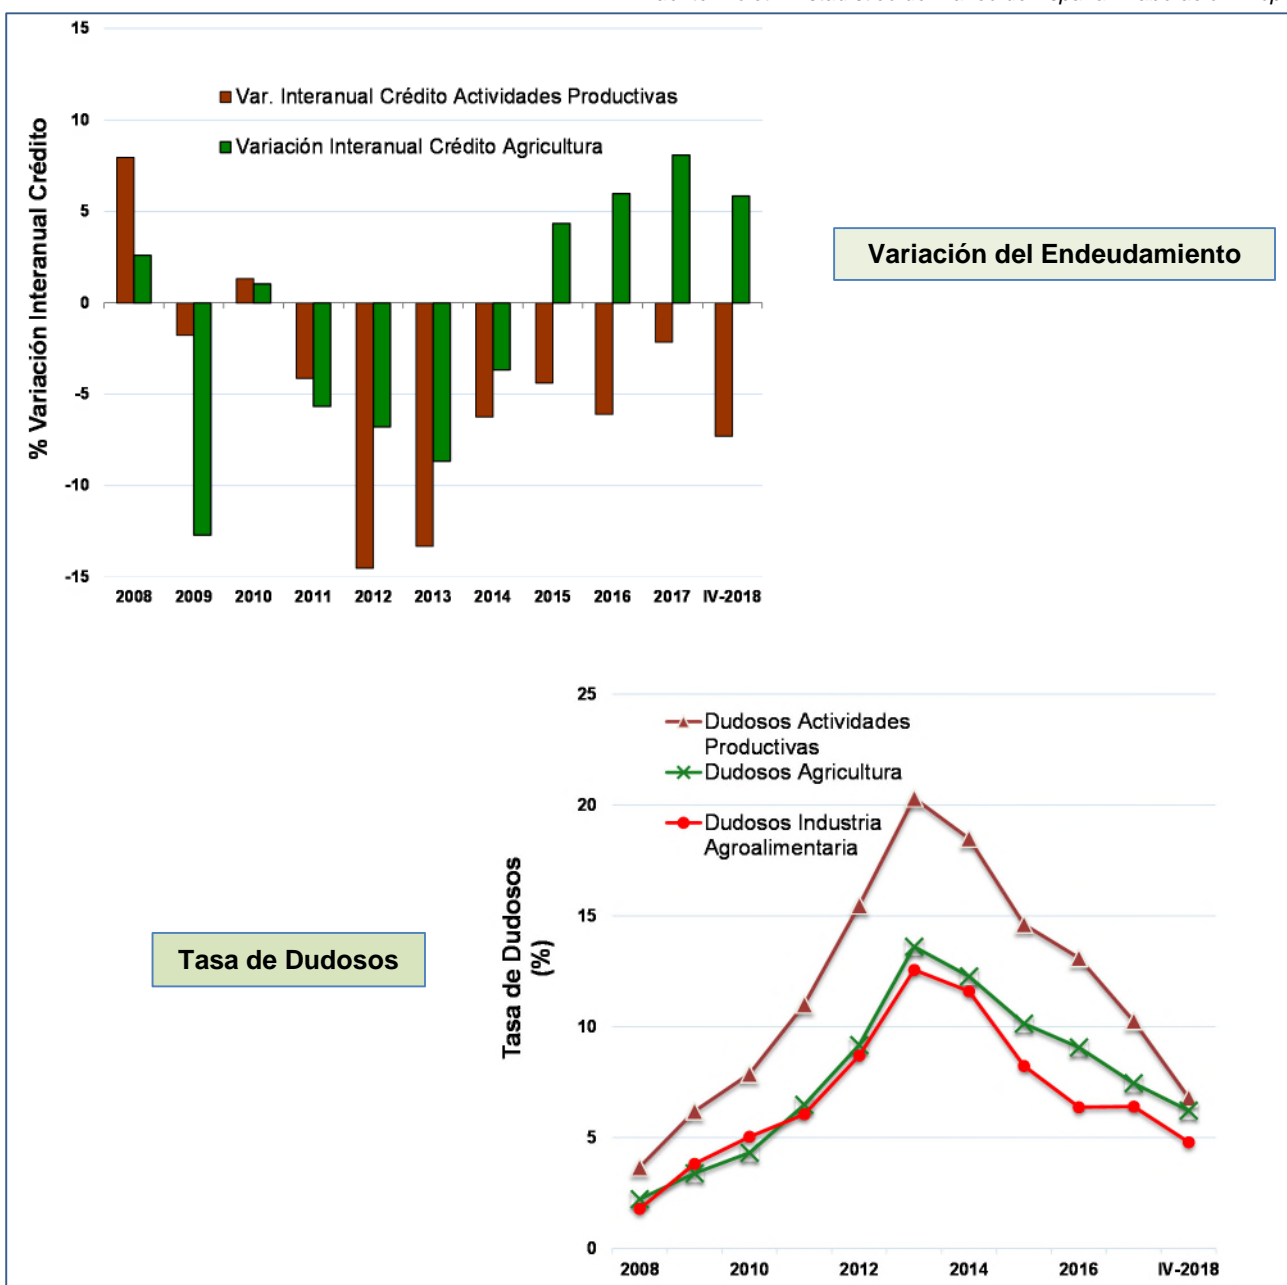 15
Var. Interanual Crédito Actividades Productivas
10
Variación Interanual Crédito Agricultura
5
0
-5
-10
-15
% Variación Interanual Crédito
2008 2009 2010 2011 2012 2013 2014 2015 2016 2017 IV-2018
Variación del Endeudamiento
25
Dudosos Actividades
Productivas
Dudosos Agricultura
20
Dudosos Industria
Agroalimentaria
15
10
5
0
Tasa de Dudosos
(%)
2008 2010 2012 2014 2016 IV-2018
Tasa de Dudosos